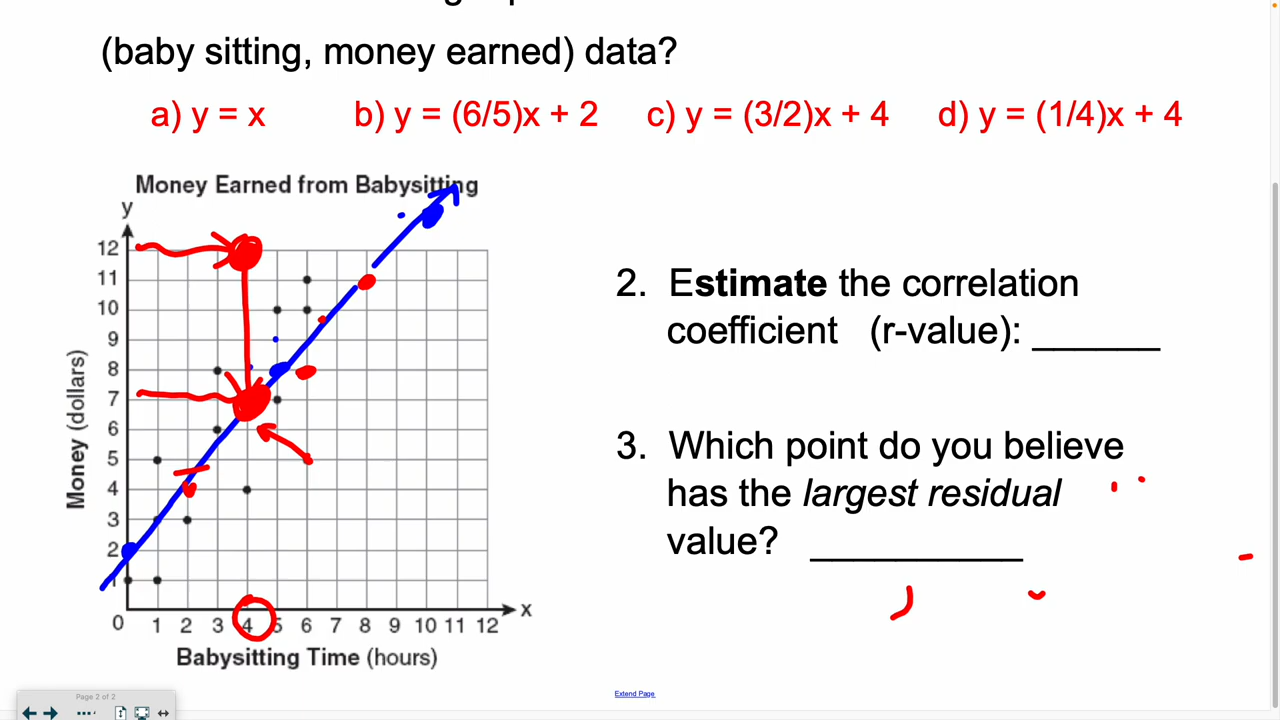 (baby sitting, money earned) data?
a) y = x b) y = (6/5)x + 2 c) y = (3/2)x + 4 d) y = (1/4)x + 4
Money Earned from Babysitting
y
12
11
10
9
8
7
6
5
4
3
2
1
0 1 2 3 4 5 6 7 8 9 10 11 12 x
Money (dollars)
Babysitting Time (hours)
2. Estimate the correlation
coefficient (r-value): ______
3. Which point do you believe
has the largest residual
value? __________
Page 2 of 2
Extend Page